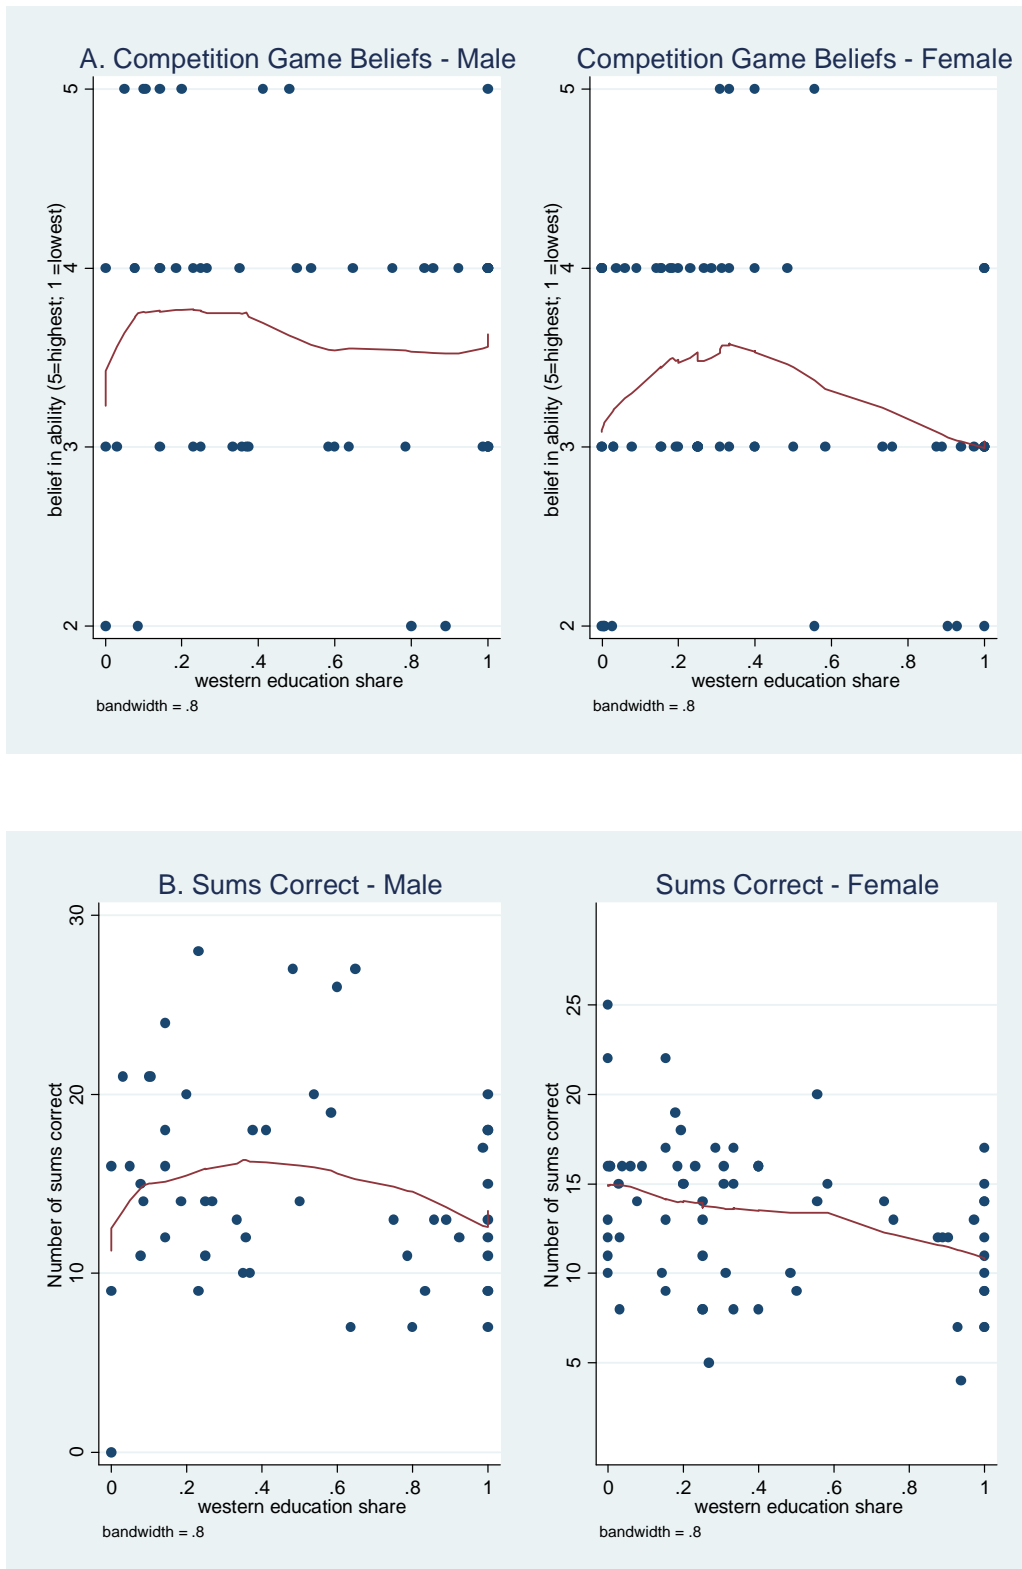 A. Competition Game Beliefs - Male
belief in ability (5=highest; 1 =lowest)
5
4
3
2
0 .2 .4 .6 .8 1
western education share
bandwidth = .8
Competition Game Beliefs - Female
belief in ability (5=highest; 1 =lowest)
5
4
3
2
0 .2 .4 .6 .8 1
western education share
bandwidth = .8
B. Sums Correct - Male
Number of sums correct
30
20
10
0
0 .2 .4 .6 .8 1
western education share
bandwidth = .8
Sums Correct - Female
Number of sums correct
25
20
15
10
5
0 .2 .4 .6 .8 1
western education share
bandwidth = .8